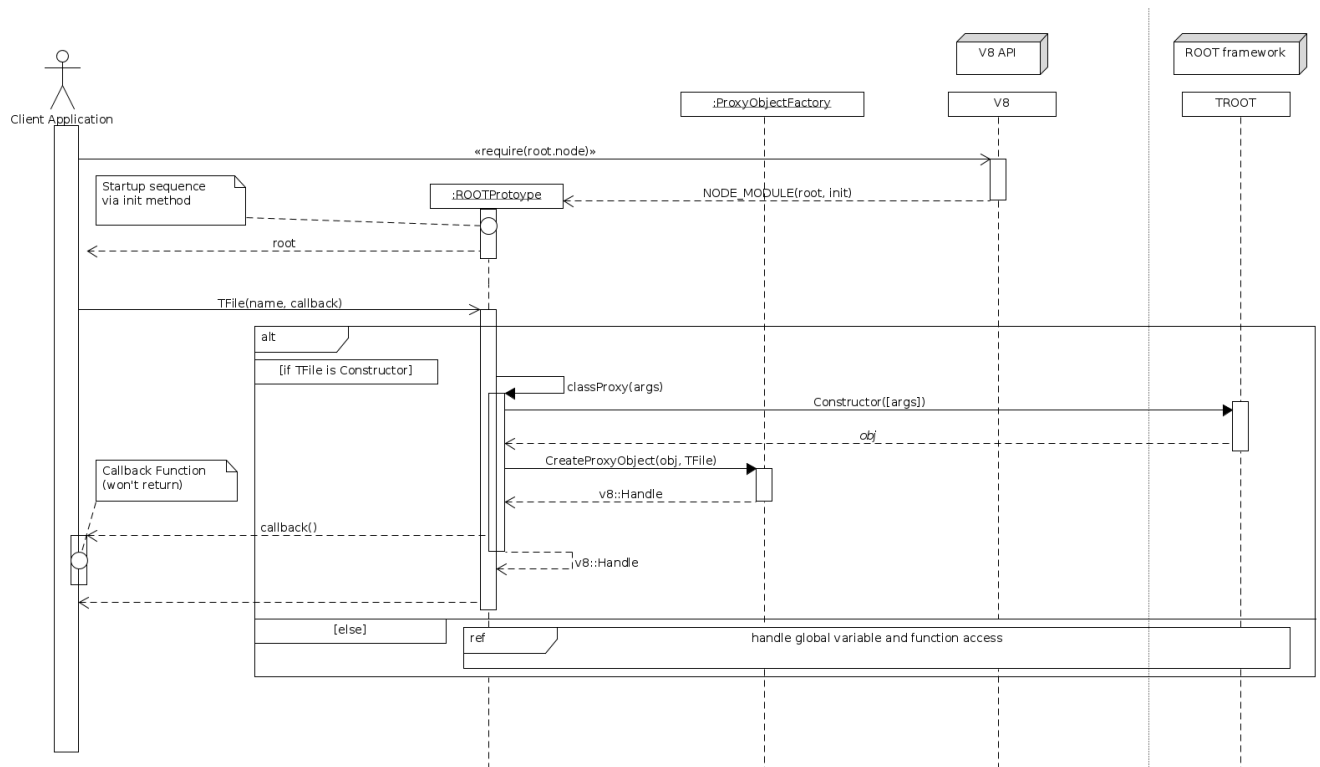 V8 API
ROOT framework
:ProxyObjectFactory
V8
TROOT
Client Application
«require(root.node)»
Startup sequence
via init method
:ROOTPrototype
NODE_MODULE(root, init)
root
TFile(name, callback)
alt
[if TFile is Constructor]
classProxy(args)
Constructor([args])
obj
CreateProxyObject(obj, TFile)
Callback Function
(won't return)
v8::Handle
callback()
v8::Handle
[else]
ref
handle global variable and function access